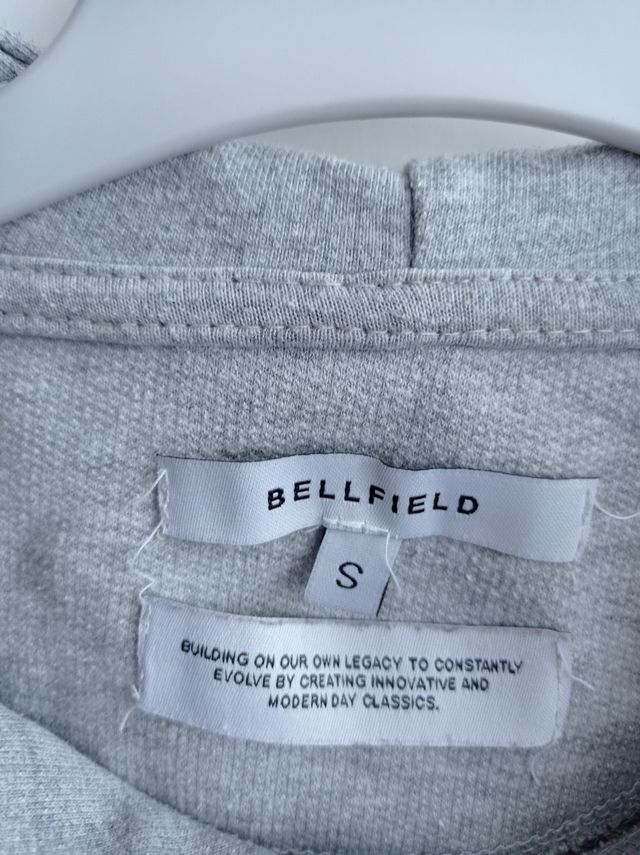 BELLFIELD
S
BUILDING ON OUR OWN LEGACY TO CONSTANTLY
EVOLVE BY CREATING INNOVATIVE AND
MODERN DAY CLASSICS.